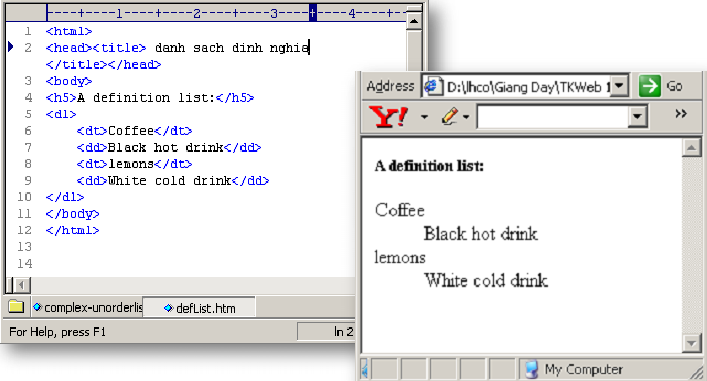 ----+----1----+----2----+----3----+----4----+
1 <html>
2 <head><title> danh sach dinh nghia
</title></head>
3 <body>
4 <h5>A definition list:</h5>
5 <dl>
6 <dt>Coffee</dt>
7 <dd>Black hot drink</dd>
8 <dt>lemons</dt>
9 <dd>White cold drink</dd>
10 </dl>
11 </body>
12 </html>
13
14
complex-unorderlis defList.htm
For Help, press F1 ln 2
Address D:\lhco\Giang Day\TKWeb 1 Go
Y! »
A definition list:
Coffee
Black hot drink
lemons
White cold drink
My Computer